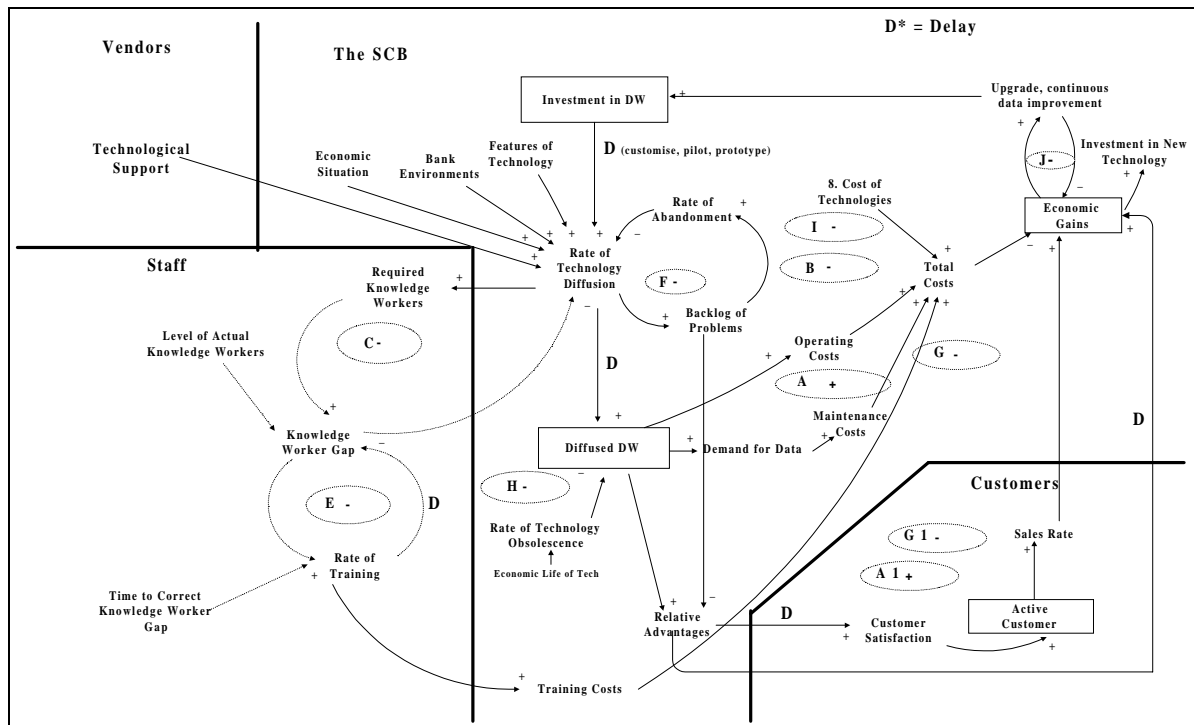 D* = Delay
Vendors
The SCB
Investment in DW
+
Upgrade, continuous
data improvement
+
Technological
Support
Economic
Situation
Bank
Environments
Features of
Technology
D (customise, pilot, prototype)
J-
Investment in New
Technology
+
-
8. Cost of
Technologies
Rate of
Abandonment
+
-
I -
B -
Economic
Gains
+
+
-
+
+
+
+
+
+
Rate of
Technology
Diffusion
-
F -
+
Backlog of
Problems
+
Total
Costs
+
+
+
Staff
Required
Knowledge
Workers
+
C -
Level of Actual
Knowledge Workers
+
Knowledge
Worker Gap
-
D
Operating
Costs
+
A +
G -
Maintenance
Costs
+
D
+
Diffused DW
-
+
Demand for Data
H -
E -
D
Rate of Technology
Obsolescence
Economic Life of Tech
Customers
G 1 -
A 1 +
Sales Rate
+
Rate of
Training
+
Time to Correct
Knowledge Worker
Gap
+
-
Relative
Advantages
D
+
Customer
Satisfaction
Active
Customer
+
+
Training Costs